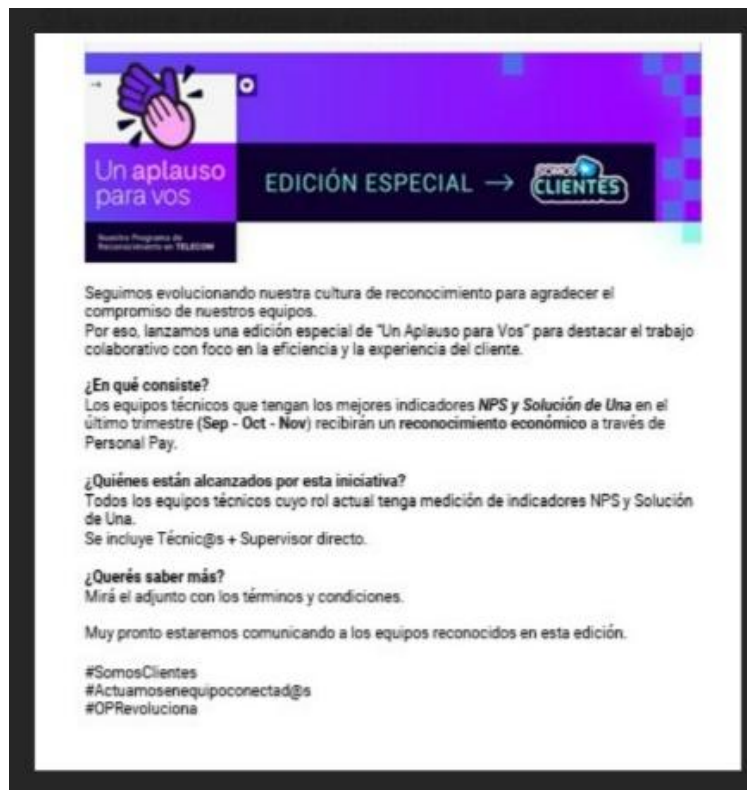 Un aplauso
para vos
Nuestro Programa de
Reconocimiento en TELECOM
EDICIÓN ESPECIAL →
SOMOS
CLIENTES
Seguimos evolucionando nuestra cultura de reconocimiento para agradecer el
compromiso de nuestros equipos.
Por eso, lanzamos una edición especial de "Un Aplauso para Vos" para destacar el trabajo
colaborativo con foco en la eficiencia y la experiencia del cliente.
¿En qué consiste?
Los equipos técnicos que tengan los mejores indicadores NPS y Solución de Una en el
último trimestre (Sep - Oct - Nov) recibirán un reconocimiento económico a través de
Personal Pay.
¿Quiénes están alcanzados por esta iniciativa?
Todos los equipos técnicos cuyo rol actual tenga medición de indicadores NPS y Solución
de Una.
Se incluye Técnic@s + Supervisor directo.
¿Querés saber más?
Mirá el adjunto con los términos y condiciones.
Muy pronto estaremos comunicando a los equipos reconocidos en esta edición.
#SomosClientes
#Actuamosenequipoconectad@s
#OPRevoluciona